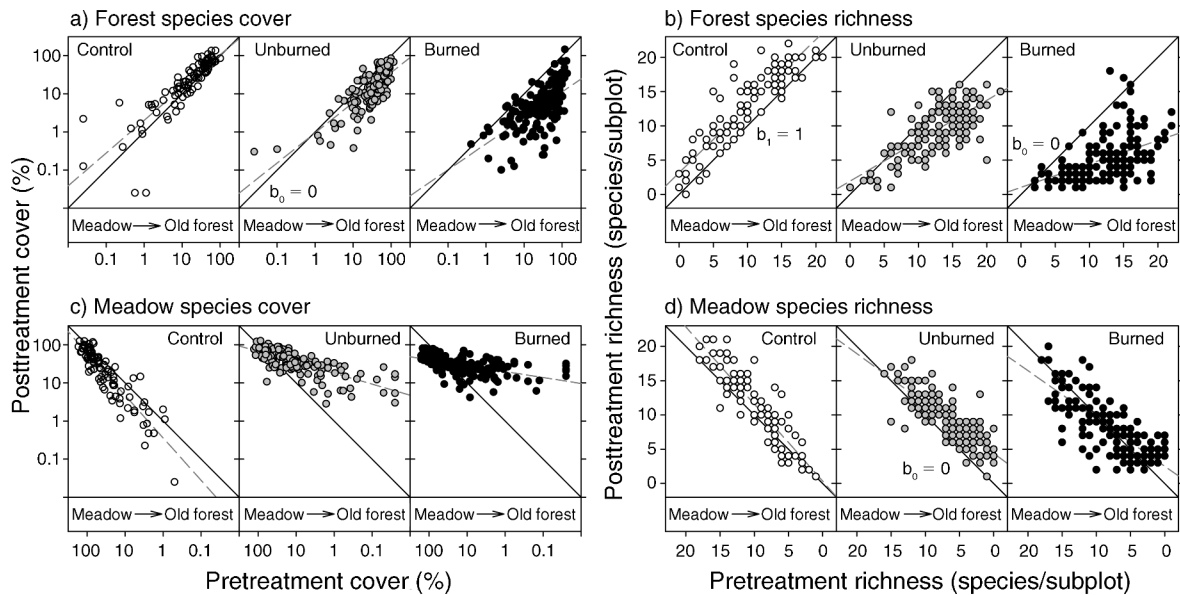 a) Forest species cover
Control
Unburned
Burned
Posttreatment cover (%)
100
10
1
0.1
b₀ = 0
Meadow → Old forest
Meadow → Old forest
Meadow → Old forest
0.1 1 10 100
0.1 1 10 100
0.1 1 10 100
b) Forest species richness
Control
Unburned
Burned
Posttreatment richness (species/subplot)
20
15
10
5
0
b₁ = 1
b₀ = 0
Meadow → Old forest
Meadow → Old forest
Meadow → Old forest
0 5 10 15 20
0 5 10 15 20
0 5 10 15 20
c) Meadow species cover
Control
Unburned
Burned
100
10
1
0.1
Meadow → Old forest
Meadow → Old forest
Meadow → Old forest
100 10 1 0.1
100 10 1 0.1
100 10 1 0.1
Pretreatment cover (%)
d) Meadow species richness
Control
Unburned
Burned
20
15
10
5
0
b₀ = 0
Meadow → Old forest
Meadow → Old forest
Meadow → Old forest
20 15 10 5 0
20 15 10 5 0
20 15 10 5 0
Pretreatment richness (species/subplot)